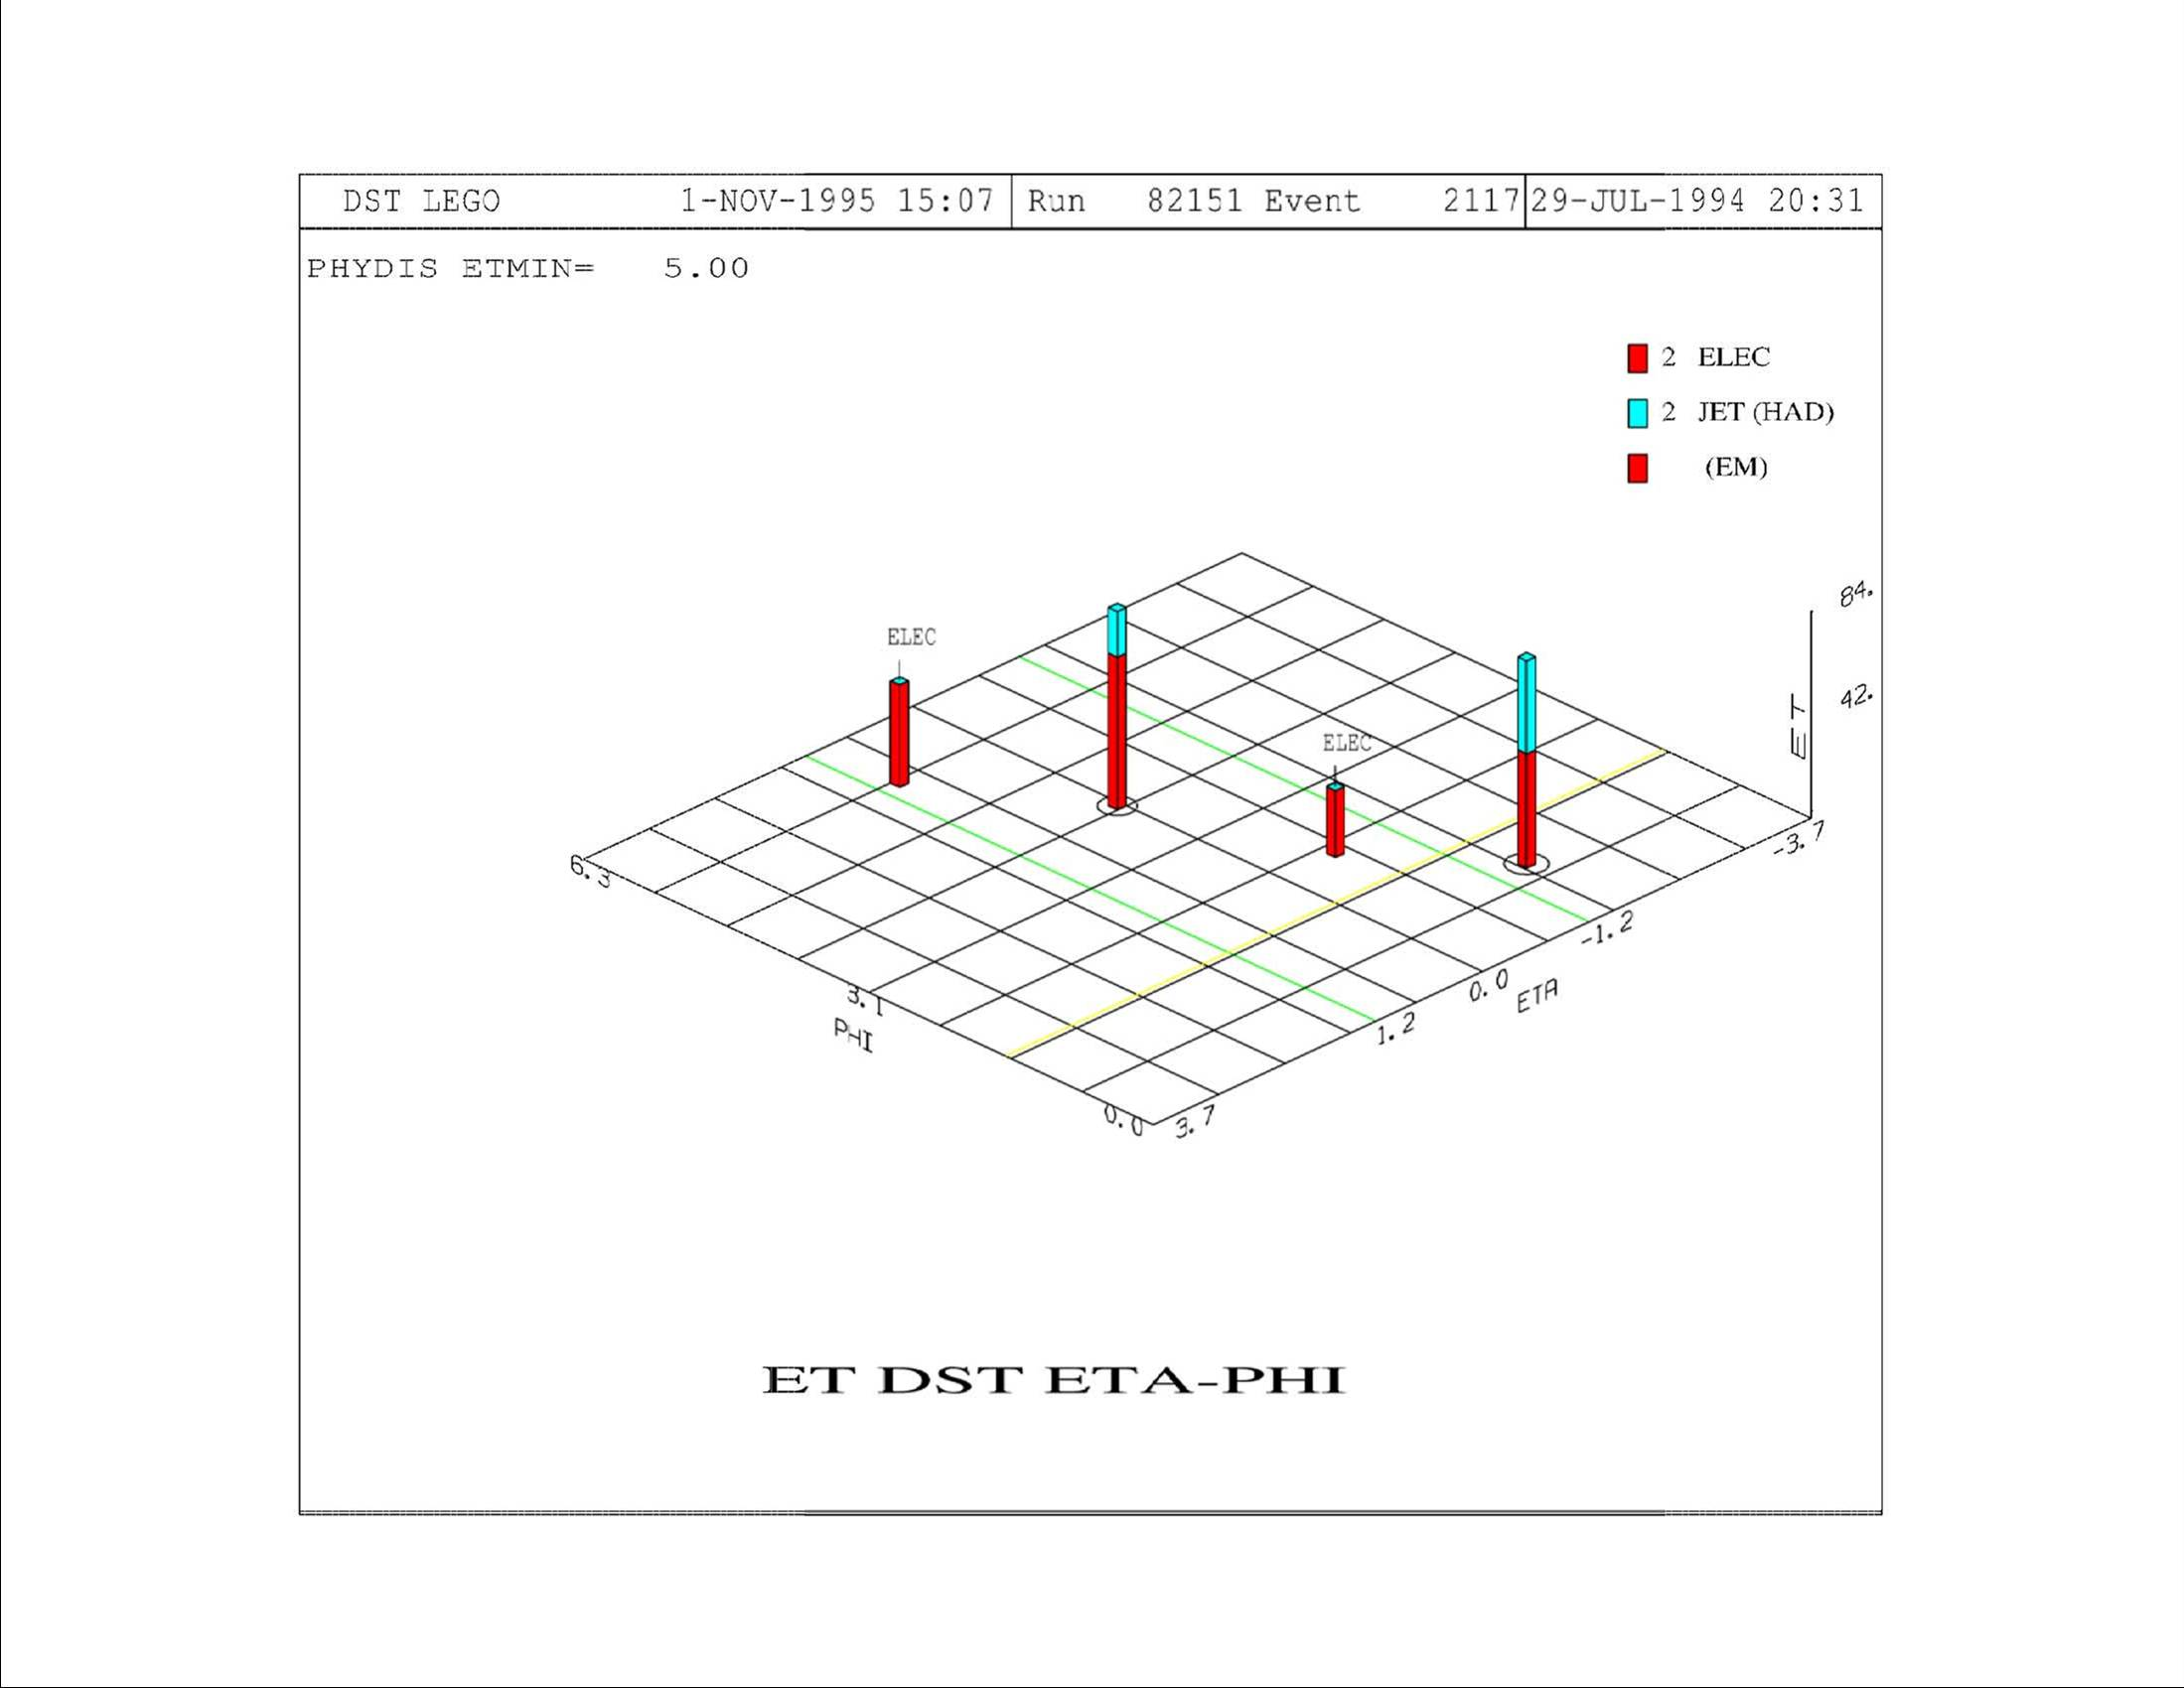 DST LEGO 1-NOV-1995 15:07 Run 82151 Event 2117 29-JUL-1994 20:31
PHYDIS ETMIN= 5.00
2 ELEC
2 JET (HAD)
(EM)
84.
ELEC
42.
ET
ELEC
-3.7
6.3
-1.2
0.0
ETA
3.1
1.2
PHI
0.0
3.7
ET DST ETA-PHI